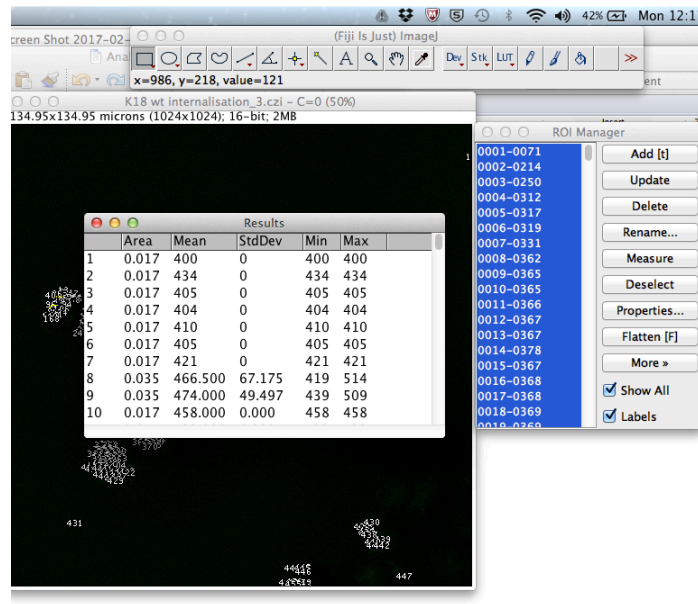 42% Mon 12:1
creen Shot 2017-02-
(Fiji Is Just) ImageJ
Ana
A Dev Stk LUT >>
x=986, y=218, value=121
ent
K18 wt internalisation_3.czi – C=0 (50%)
134.95x134.95 microns (1024x1024); 16-bit; 2MB
1
ROI Manager
0001-0071
0002-0214
0003-0250
0004-0312
0005-0317
0006-0319
0007-0331
0008-0362
0009-0365
0010-0365
0011-0366
0012-0367
0013-0367
0014-0378
0015-0367
0016-0368
0017-0368
0018-0369
0019-0369
Add [t]
Update
Delete
Rename...
Measure
Deselect
Properties...
Flatten [F]
More »
Show All
Labels
Results
Area Mean StdDev Min Max
1 0.017 400 0 400 400
2 0.017 434 0 434 434
3 0.017 405 0 405 405
4 0.017 404 0 404 404
5 0.017 410 0 410 410
6 0.017 405 0 405 405
7 0.017 421 0 421 421
8 0.035 466.500 67.175 419 514
9 0.035 474.000 49.497 439 509
10 0.017 458.000 0.000 458 458
168
429
431
430
447